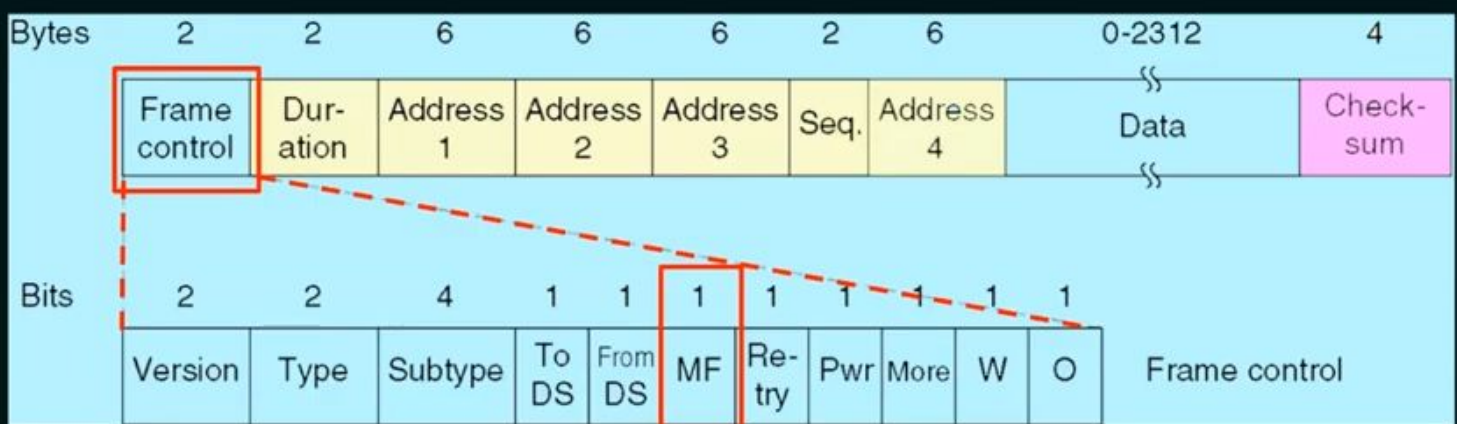 Bytes 2 2 6 6 6 2 6 0-2312 4
Frame control Dur-ation Address 1 Address 2 Address 3 Seq. Address 4 Data Check-sum
Bits 2 2 4 1 1 1 1 1 1 1 1
Version Type Subtype To DS From DS MF Re-try Pwr More W O Frame control